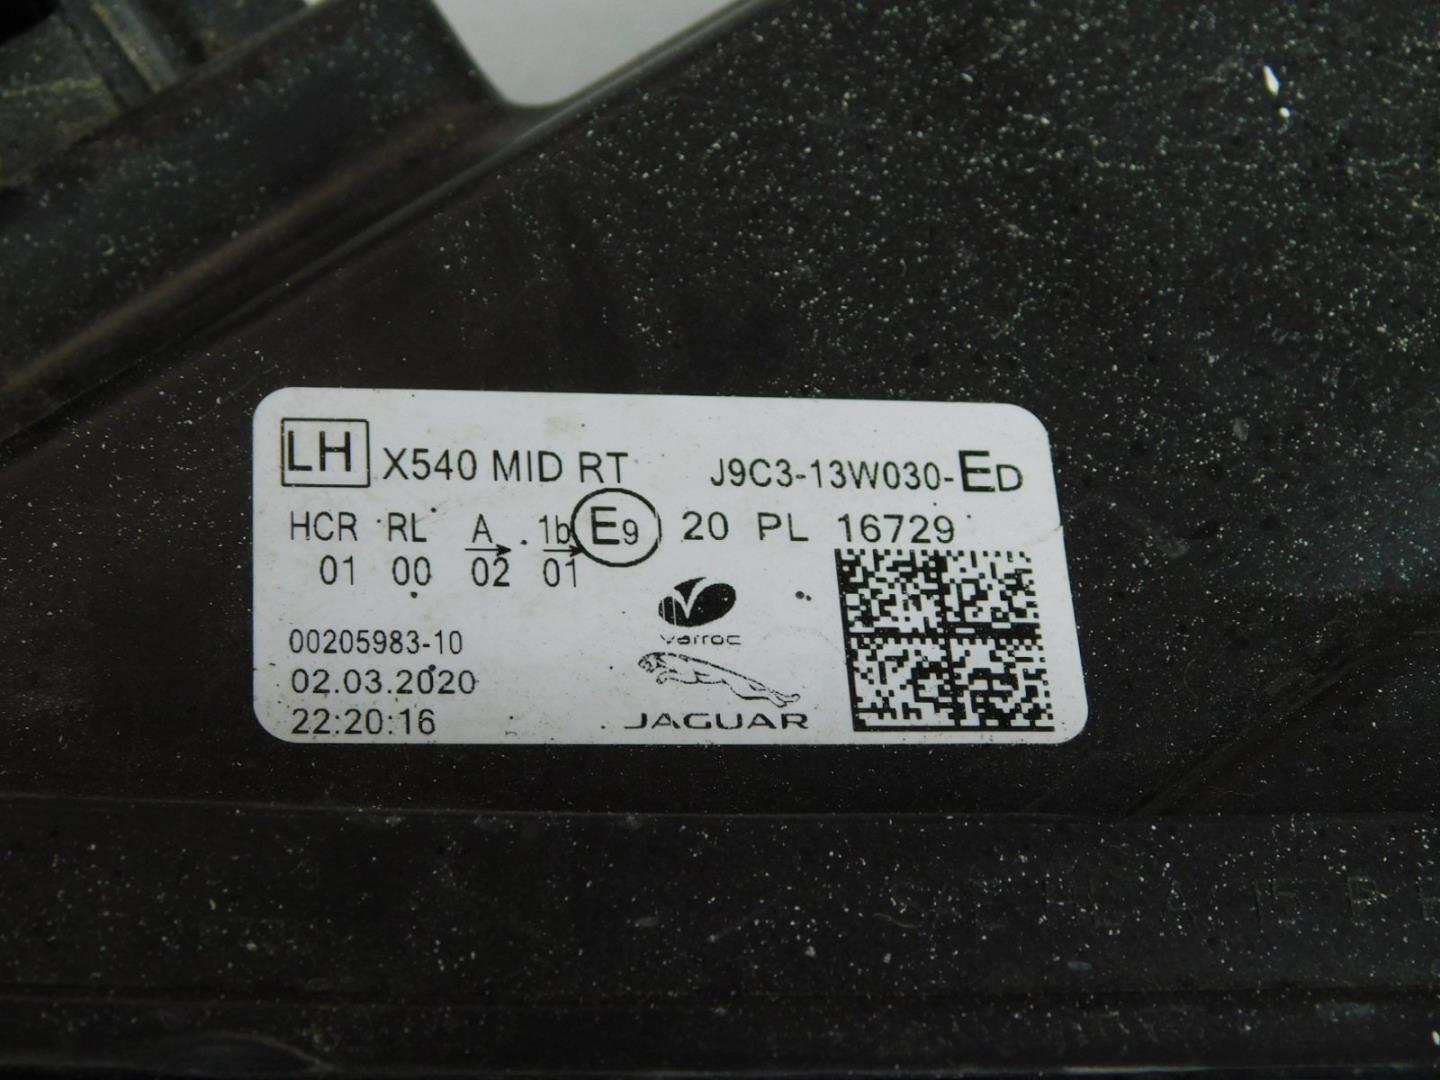 LH X540 MID RT J9C3-13W030-ED
HCR RL A 1b E9 20 PL 16729
01 00 02 01
00205983-10
02.03.2020
22:20:16
varroc
JAGUAR